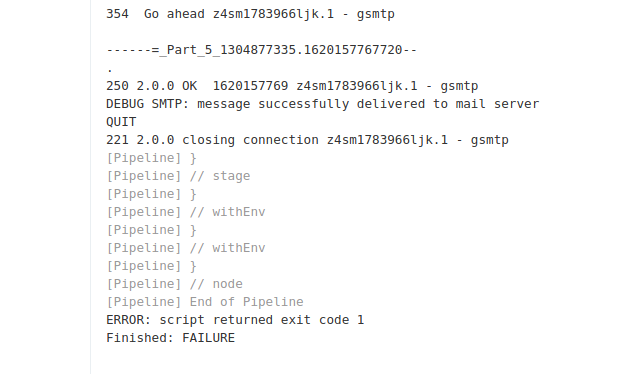 354  Go ahead z4sm1783966ljk.1 - gsmtp
------=_Part_5_1304877335.1620157767720--
.
250 2.0.0 OK  1620157769 z4sm1783966ljk.1 - gsmtp
DEBUG SMTP: message successfully delivered to mail server
QUIT
221 2.0.0 closing connection z4sm1783966ljk.1 - gsmtp
[Pipeline] }
[Pipeline] // stage
[Pipeline] }
[Pipeline] // withEnv
[Pipeline] }
[Pipeline] // withEnv
[Pipeline] }
[Pipeline] // node
[Pipeline] End of Pipeline
ERROR: script returned exit code 1
Finished: FAILURE